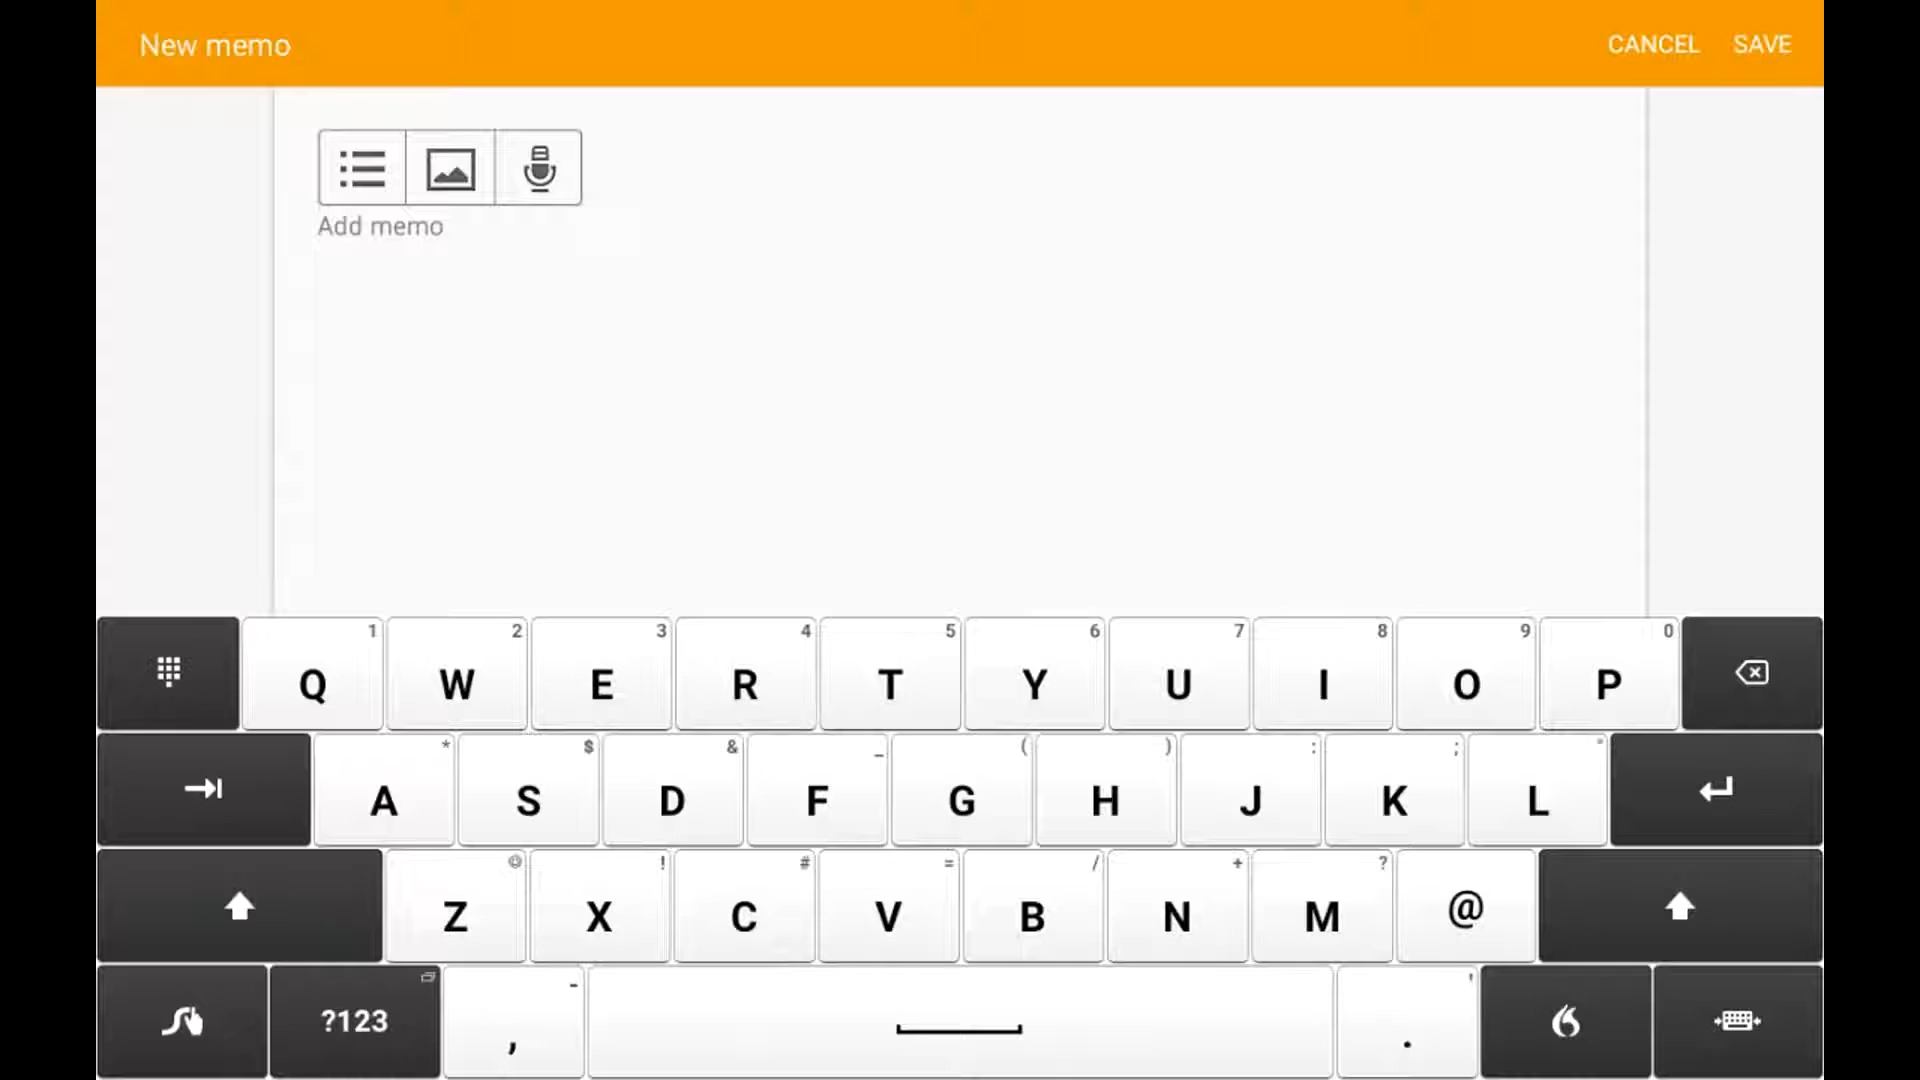 New memo CANCEL SAVE
Add memo
1 2 3 4 5 6 7 8 9 0
Q W E R T Y U I O P
* $ & _ ( ) : ; "
A S D F G H J K L
☺ ! # = / + ?
Z X C V B N M @
- '
?123 , .